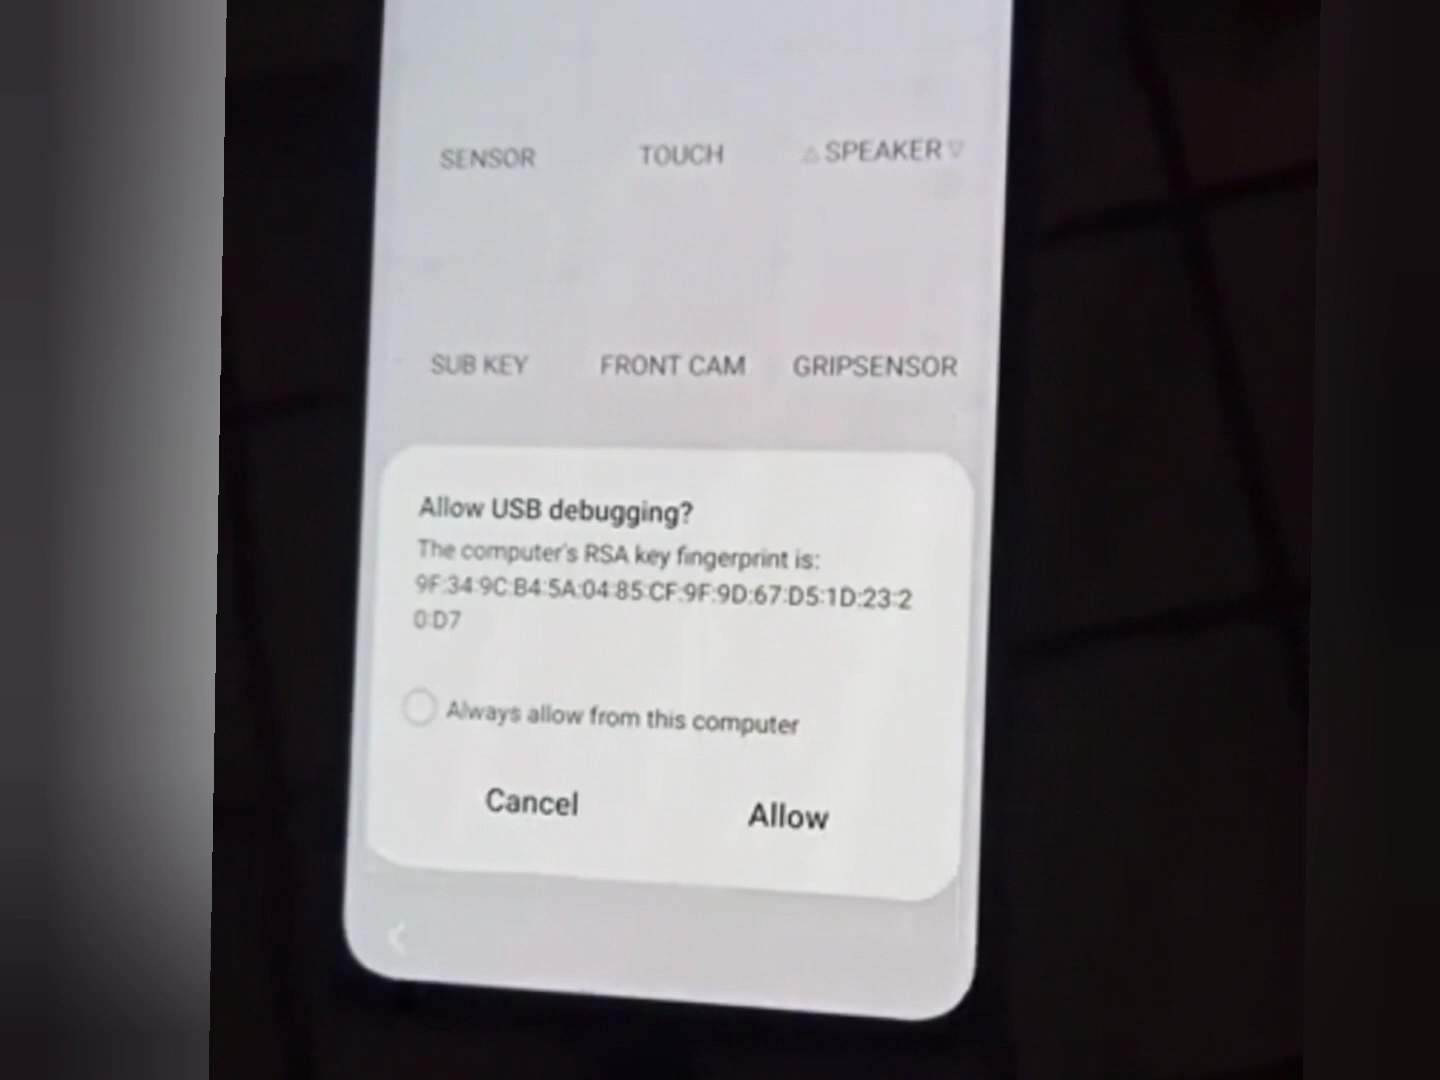 SENSOR TOUCH △ SPEAKER ▽
SUB KEY FRONT CAM GRIPSENSOR
Allow USB debugging?
The computer's RSA key fingerprint is:
9F:34:9C:B4:5A:04:85:CF:9F:9D:67:D5:1D:23:2
0:D7
Always allow from this computer
Cancel Allow